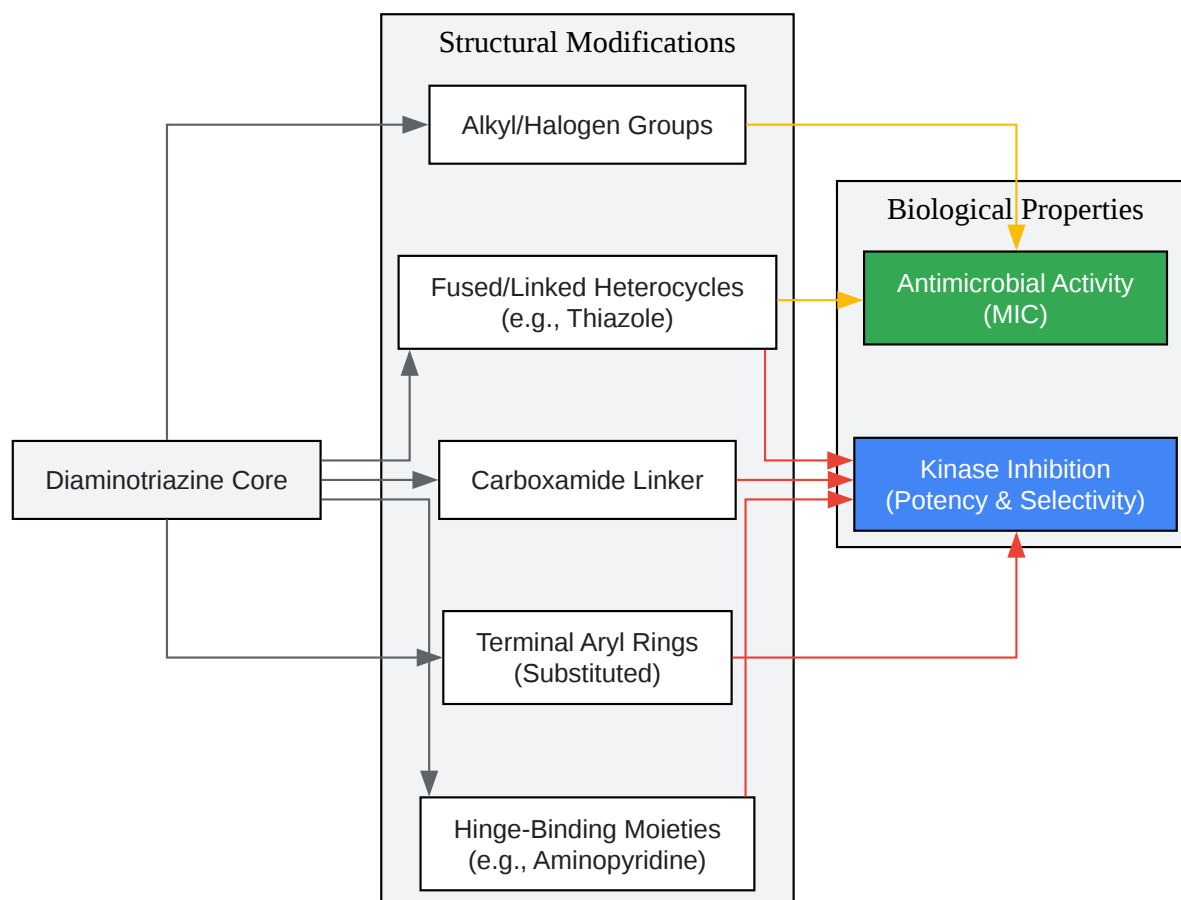 Structural Modifications
Alkyl/Halogen Groups
Biological Properties
Fused/Linked Heterocycles
(e.g., Thiazole)
Antimicrobial Activity
(MIC)
Diaminotriazine Core
Carboxamide Linker
Kinase Inhibition
(Potency & Selectivity)
Terminal Aryl Rings
(Substituted)
Hinge-Binding Moieties
(e.g., Aminopyridine)